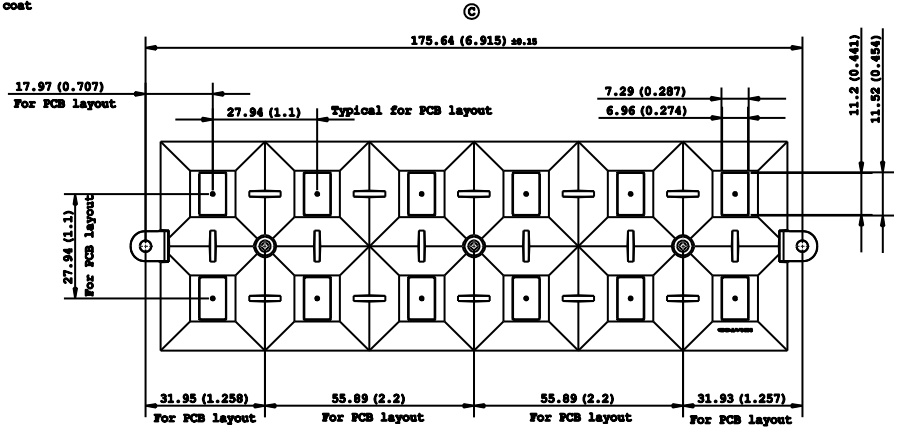 coat
©
175.64 (6.915) ±0.15
17.97 (0.707)
For PCB layout
27.94 (1.1)
Typical for PCB layout
7.29 (0.287)
6.96 (0.274)
11.2 (0.441)
11.52 (0.454)
27.94 (1.1)
For PCB layout
31.95 (1.258)
For PCB layout
55.89 (2.2)
For PCB layout
55.89 (2.2)
For PCB layout
31.93 (1.257)
For PCB layout